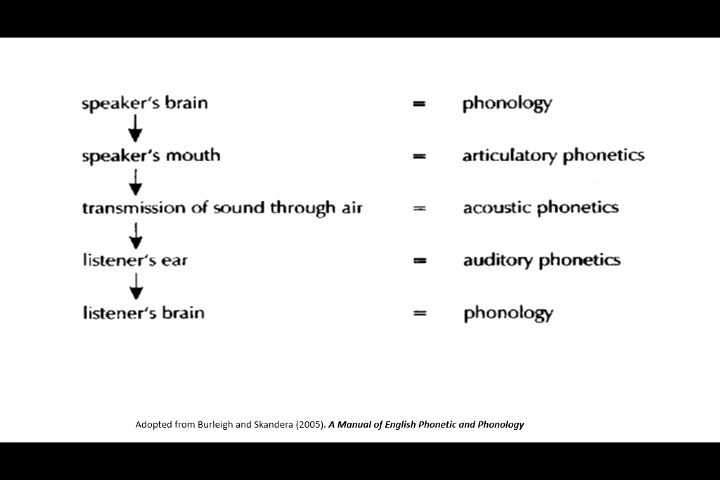 speaker's brain = phonology
speaker's mouth = articulatory phonetics
transmission of sound through air = acoustic phonetics
listener's ear = auditory phonetics
listener's brain = phonology
Adopted from Burleigh and Skandera (2005). A Manual of English Phonetic and Phonology